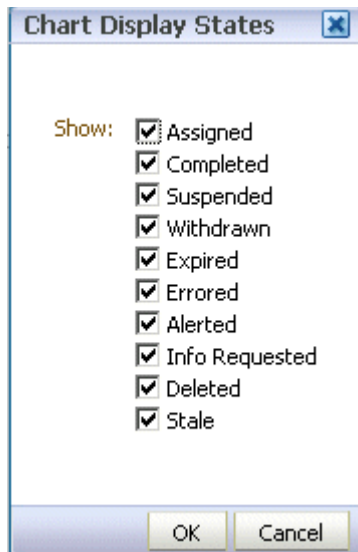 Chart Display States
Show: Assigned
Completed
Suspended
Withdrawn
Expired
Errored
Alerted
Info Requested
Deleted
Stale
OK Cancel